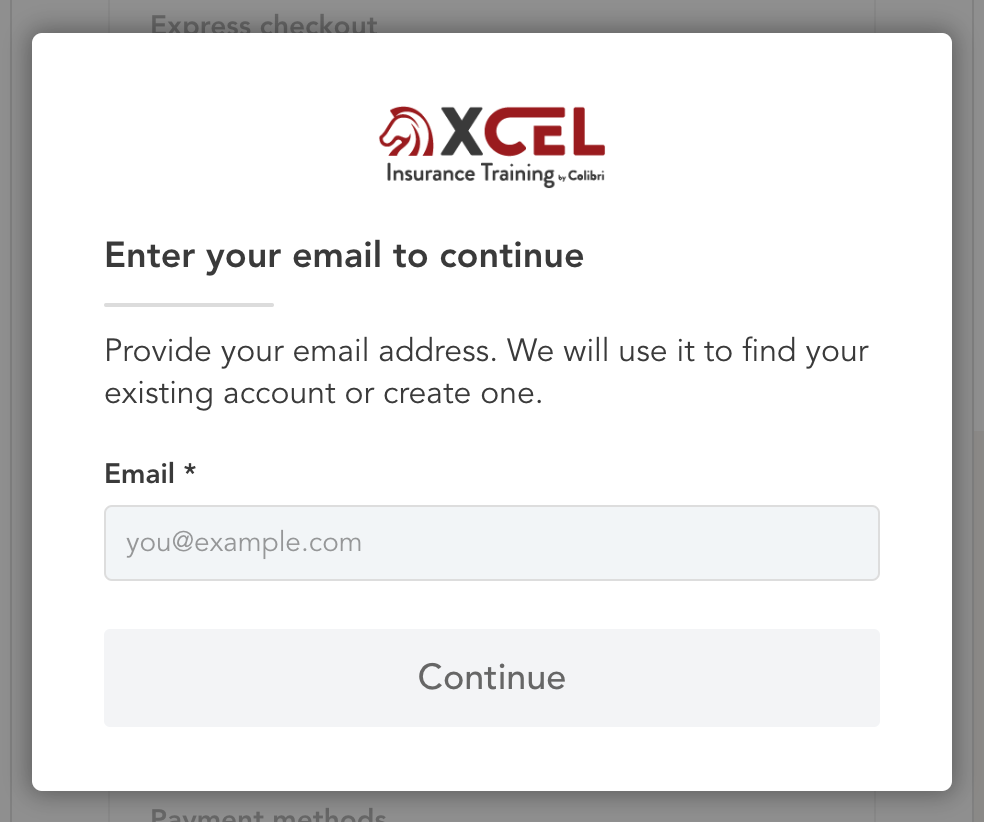 Express checkout
XCEL
Insurance Training by Colibri
Enter your email to continue
Provide your email address. We will use it to find your
existing account or create one.
Email *
you@example.com
Continue
Payment methods